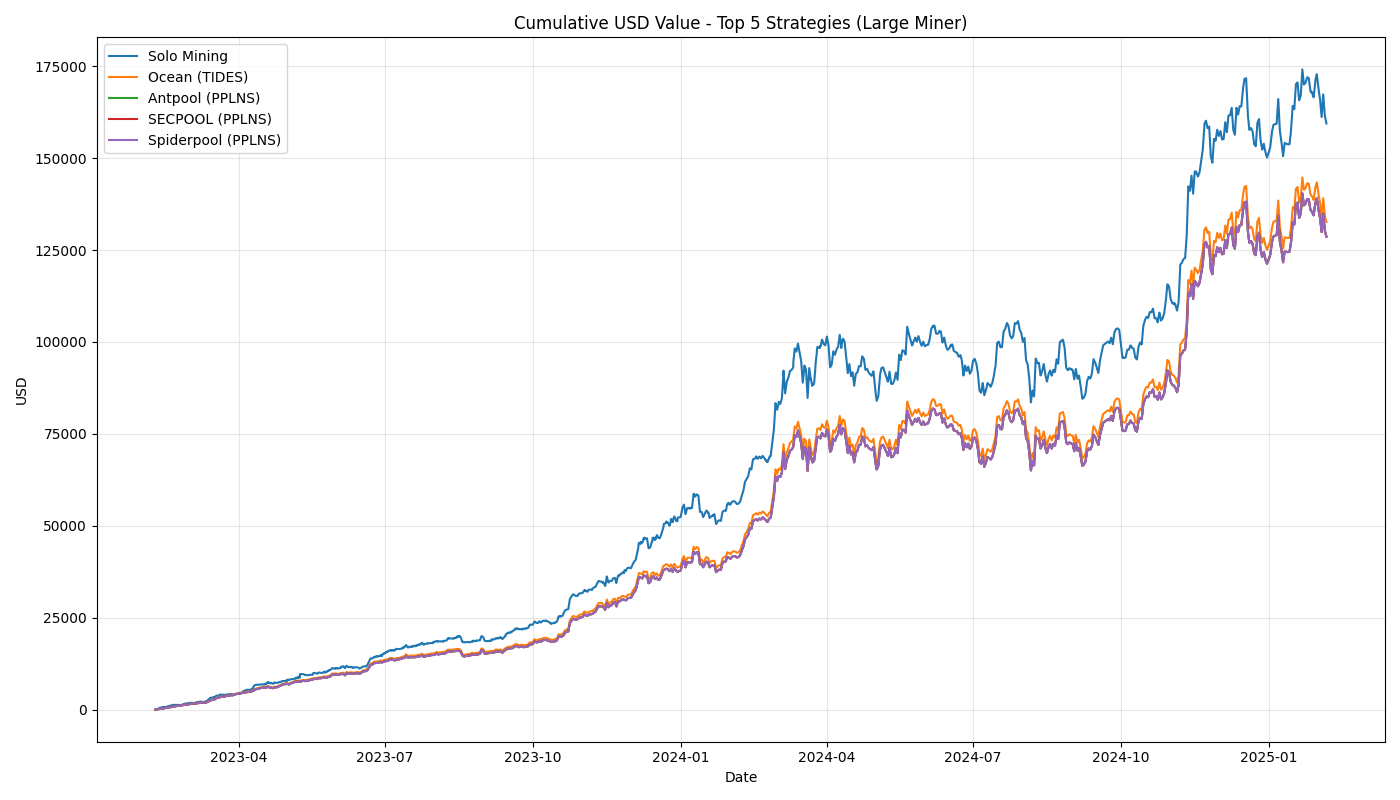 Cumulative USD Value - Top 5 Strategies (Large Miner)
Solo Mining
Ocean (TIDES)
Antpool (PPLNS)
SECPOOL (PPLNS)
Spiderpool (PPLNS)
USD
175000
150000
125000
100000
75000
50000
25000
0
2023-04
2023-07
2023-10
2024-01
2024-04
2024-07
2024-10
2025-01
Date